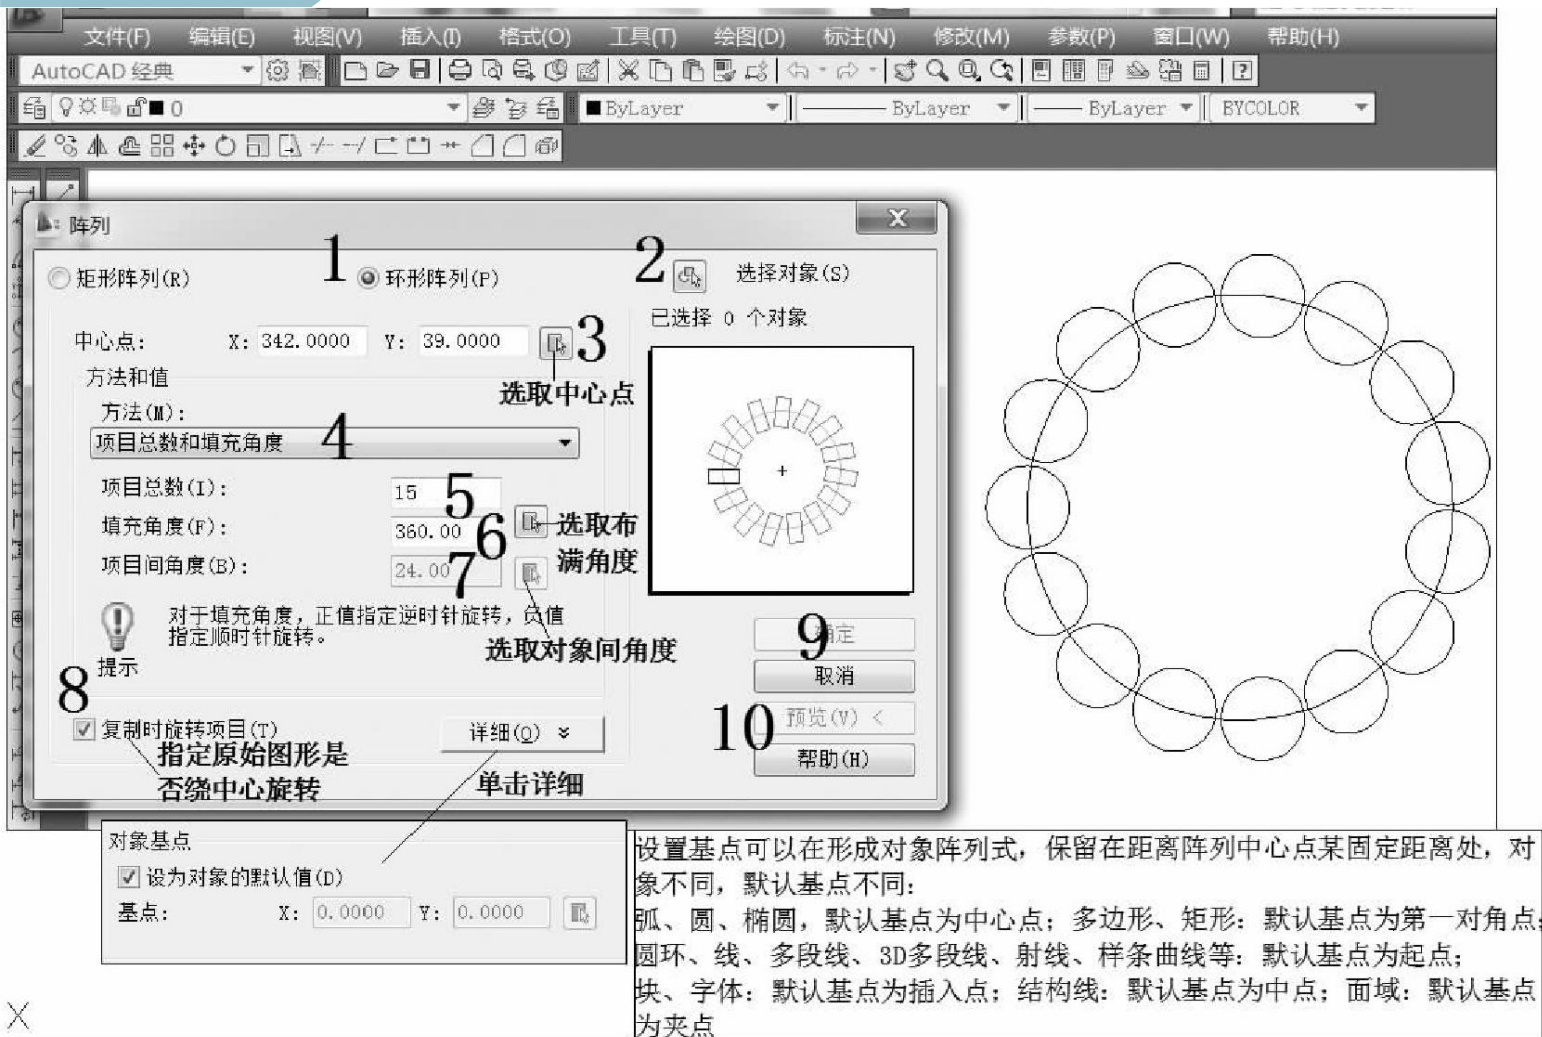 文件(F) 编辑(E) 视图(V) 插入(I) 格式(O) 工具(T) 绘图(D) 标注(N) 修改(M) 参数(P) 窗口(W) 帮助(H)
AutoCAD 经典
0 ByLayer ByLayer ByLayer BYCOLOR
阵列
矩形阵列(R) 1 环形阵列(P) 2 选择对象(S)
已选择 0 个对象
中心点: X: 342.0000 Y: 39.0000 3
选取中心点
方法和值
方法(M):
项目总数和填充角度 4
项目总数(I): 15 5
填充角度(F): 360.00 6 选取布
满角度
项目间角度(B): 24.00 7
对于填充角度，正值指定逆时针旋转，负值
指定顺时针旋转。
提示
选取对象间角度
9 确定
取消
8
复制时旋转项目(T) 详细(O)
指定原始图形是
否绕中心旋转
单击详细
10 预览(V) <
帮助(H)
对象基点
设为对象的默认值(D)
基点: X: 0.0000 Y: 0.0000
设置基点可以在形成对象阵列式，保留在距离阵列中心点某固定距离处，对
象不同，默认基点不同：
弧、圆、椭圆，默认基点为中心点；多边形、矩形：默认基点为第一对角点；
圆环、线、多段线、3D多段线、射线、样条曲线等：默认基点为起点；
块、字体：默认基点为插入点；结构线：默认基点为中点；面域：默认基点
为夹点
X